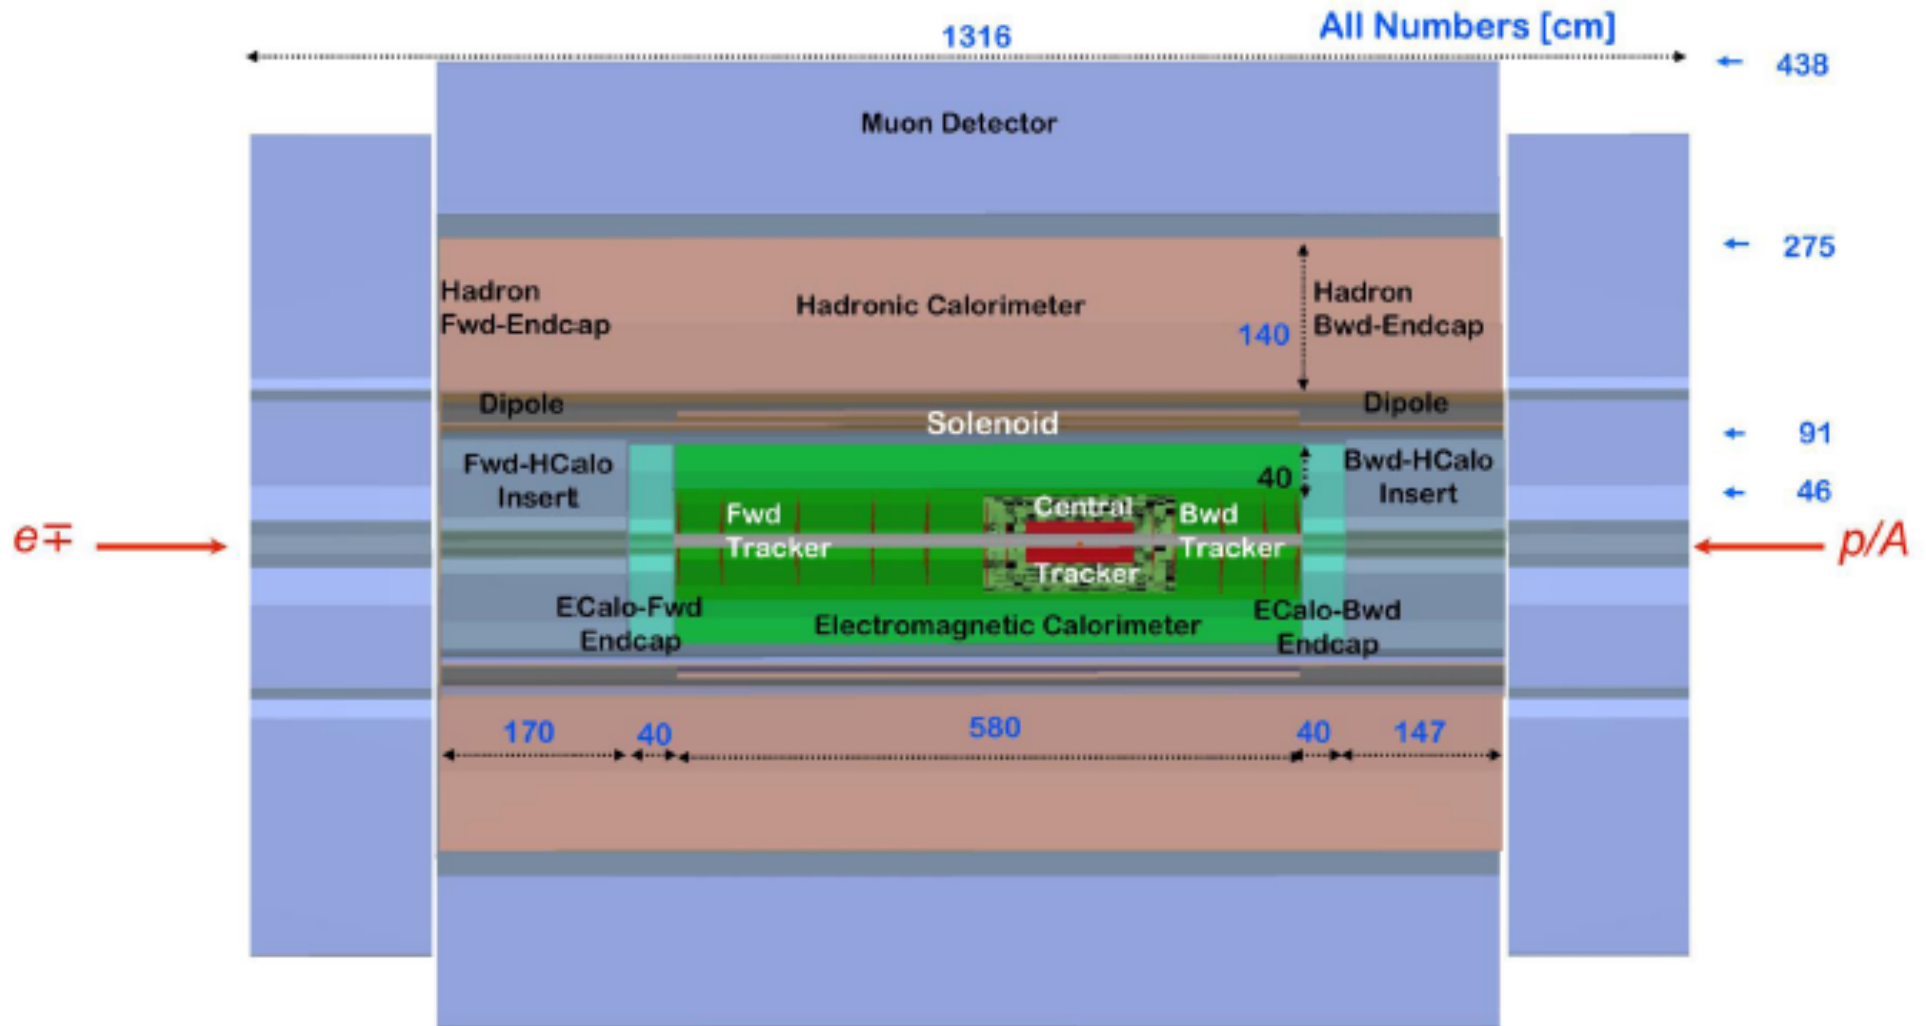 1316
All Numbers [cm]
438
Muon Detector
275
Hadron
Fwd-Endcap
Hadronic Calorimeter
Hadron
Bwd-Endcap
140
Dipole
Solenoid
Dipole
91
Fwd-HCalo
Insert
40
Bwd-HCalo
Insert
46
Fwd
Tracker
Central
Tracker
Bwd
Tracker
e∓
p/A
ECalo-Fwd
Endcap
Electromagnetic Calorimeter
ECalo-Bwd
Endcap
170
40
580
40
147